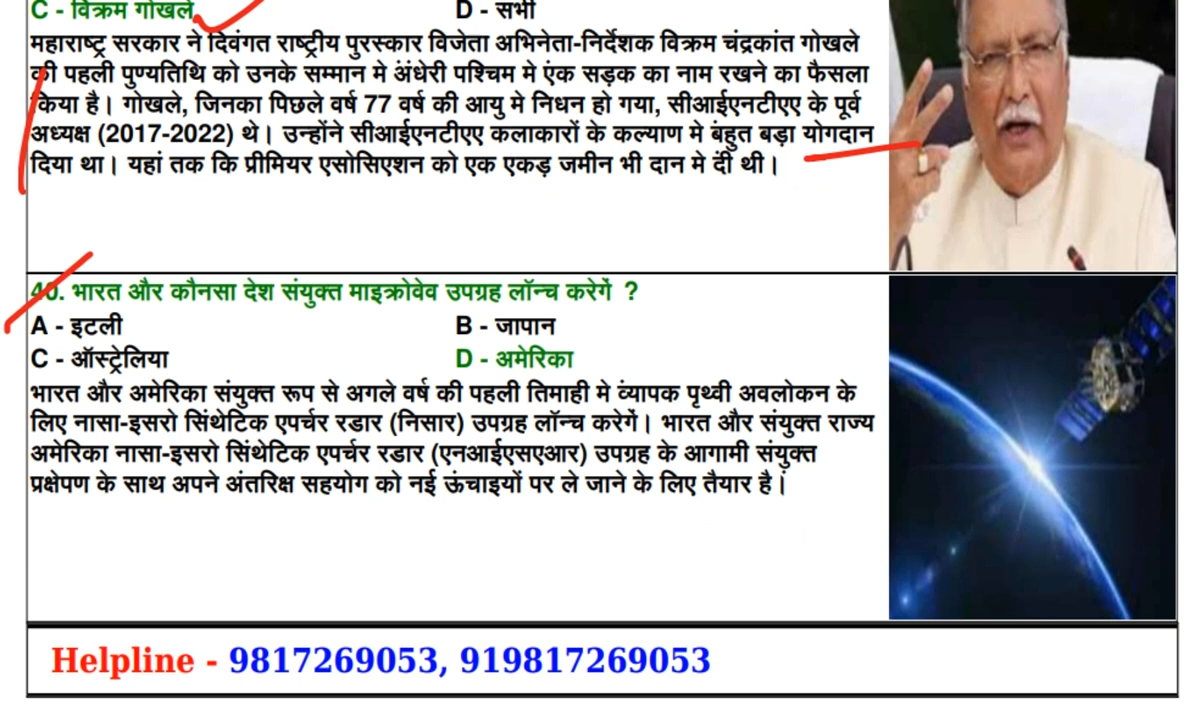 C - विक्रम गोखले
D - सभी
महाराष्ट्र सरकार ने दिवंगत राष्ट्रीय पुरस्कार विजेता अभिनेता-निर्देशक विक्रम चंद्रकांत गोखले
की पहली पुण्यतिथि को उनके सम्मान मे अंधेरी पश्चिम मे एंक सड़क का नाम रखने का फैसला
किया है। गोखले, जिनका पिछले वर्ष 77 वर्ष की आयु मे निधन हो गया, सीआईएनटीएए के पूर्व
अध्यक्ष (2017-2022) थे। उन्होंने सीआईएनटीएए कलाकारों के कल्याण मे बंहुत बड़ा योगदान
दिया था। यहां तक कि प्रीमियर एसोसिएशन को एक एकड़ जमीन भी दान मे दीं थी।
40. भारत और कौनसा देश संयुक्त माइक्रोवेव उपग्रह लॉन्च करेगें ?
A - इटली
B - जापान
C - ऑस्ट्रेलिया
D - अमेरिका
भारत और अमेरिका संयुक्त रूप से अगले वर्ष की पहली तिमाही मे व्यंापक पृथ्वी अवलोकन के
लिए नासा-इसरो सिंथेटिक एपर्चर रडार (निसार) उपग्रह लॉन्च करेगें। भारत और संयुक्त राज्य
अमेरिका नासा-इसरो सिंथेटिक एपर्चर रडार (एनआईएसएआर) उपग्रह के आगामी संयुक्त
प्रक्षेपण के साथ अपने अंतरिक्ष सहयोग को नई ऊंचाइयों पर ले जाने के लिए तैयार है।
Helpline - 9817269053, 919817269053